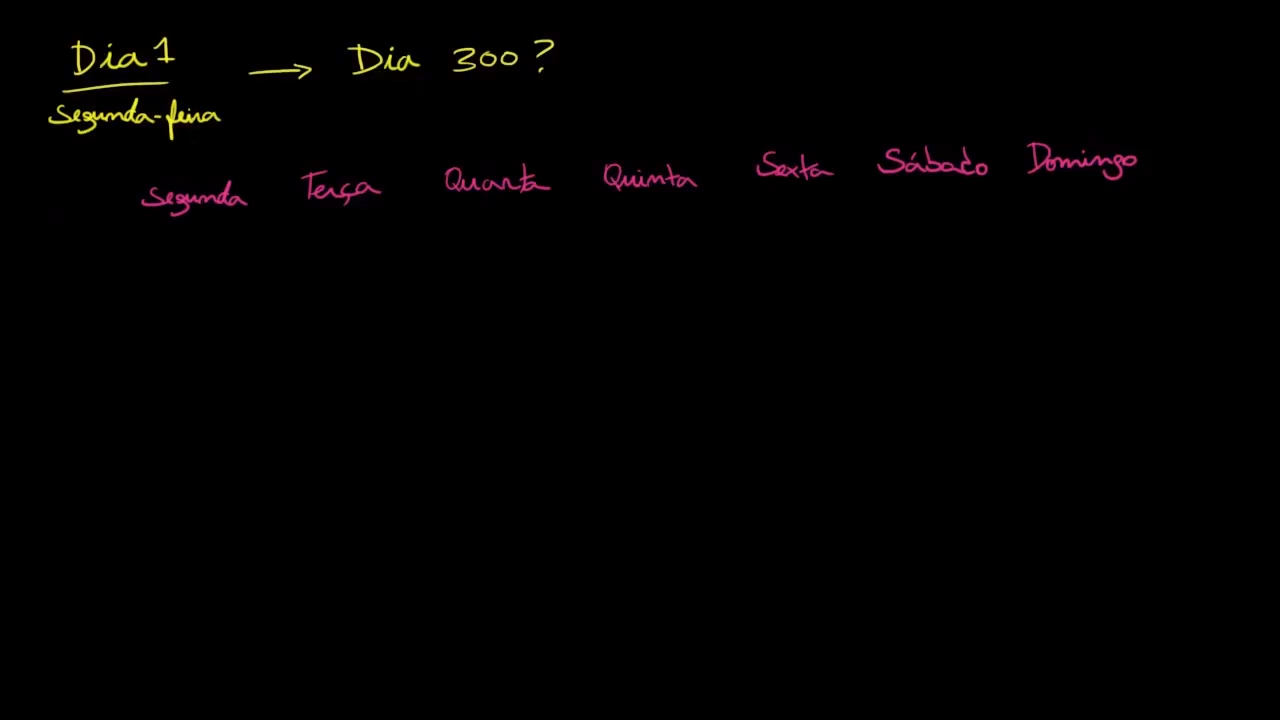 Dia 1 → Dia 300?
Segunda-feira
Segunda Terça Quarta Quinta Sexta Sábado Domingo